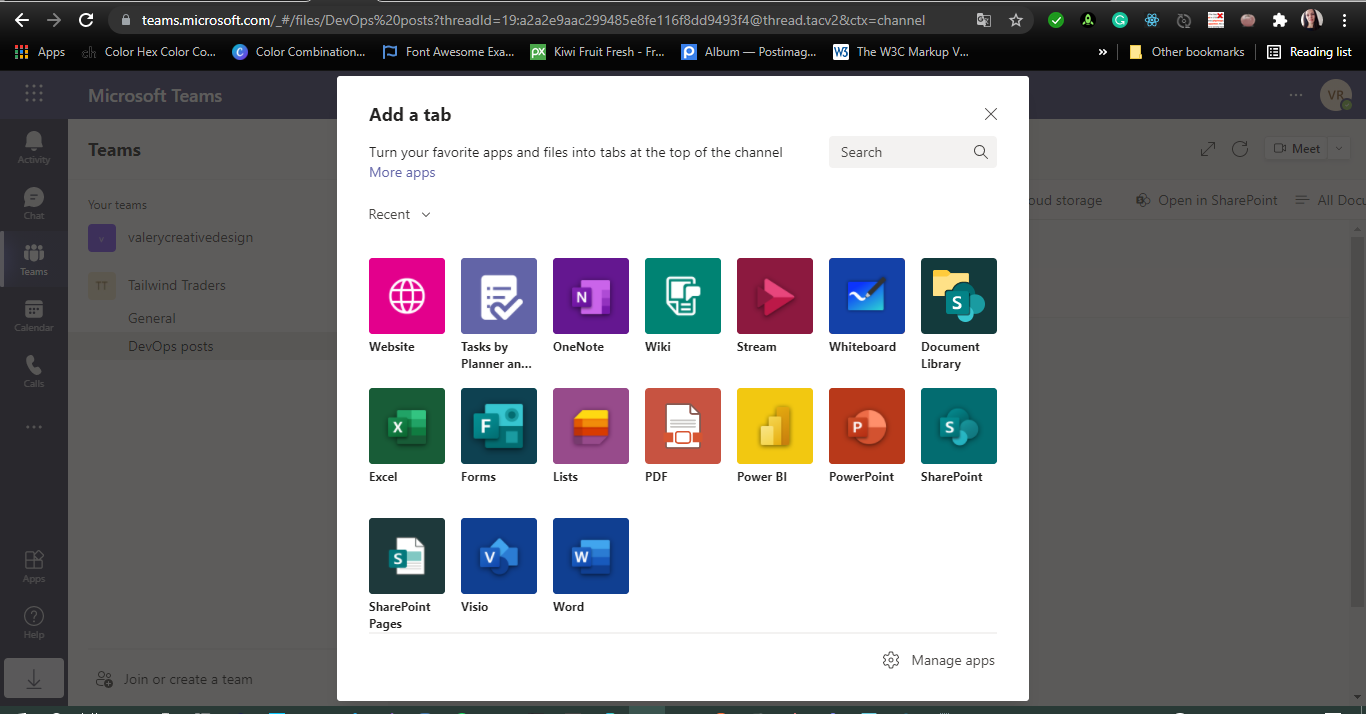 teams.microsoft.com/_#/files/DevOps%20posts?threadId=19:a2a2e9aac299485e8fe116f8dd9493f4@thread.tacv2&ctx=channel
Apps Color Hex Color Co... Color Combination... Font Awesome Exa... Kiwi Fruit Fresh - Fr... Album — Postimag... The W3C Markup V... » Other bookmarks Reading list
Microsoft Teams
VR
Activity
Chat
Teams
Calendar
Calls
Apps
Help
Teams
Your teams
v valerycreativedesign
TT Tailwind Traders
General
DevOps posts
Join or create a team
Meet
oud storage Open in SharePoint All Docu
Add a tab
Turn your favorite apps and files into tabs at the top of the channel
More apps
Search
Recent
Website
Tasks by
Planner an...
OneNote
Wiki
Stream
Whiteboard
Document
Library
Excel
Forms
Lists
PDF
Power BI
PowerPoint
SharePoint
SharePoint
Pages
Visio
Word
Manage apps